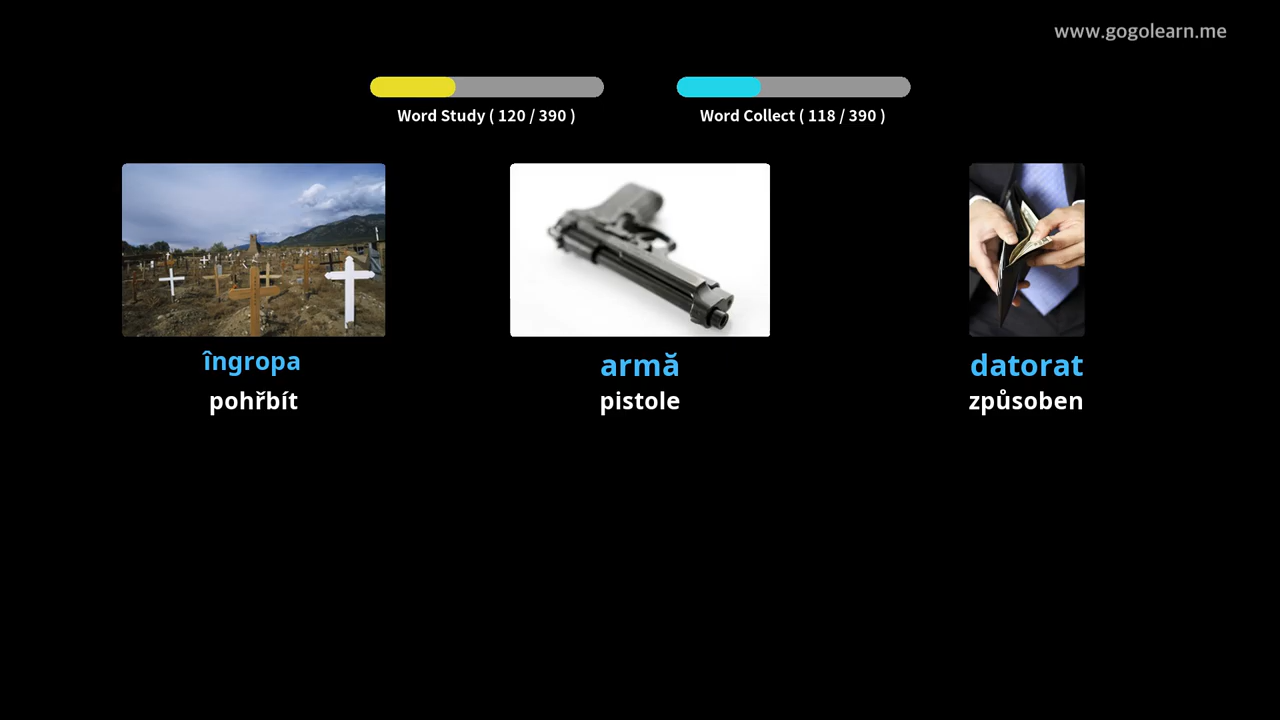 www.gogolearn.me
Word Study ( 120 / 390 )
Word Collect ( 118 / 390 )
îngropa
armă
datorat
pohřbít
pistole
způsoben